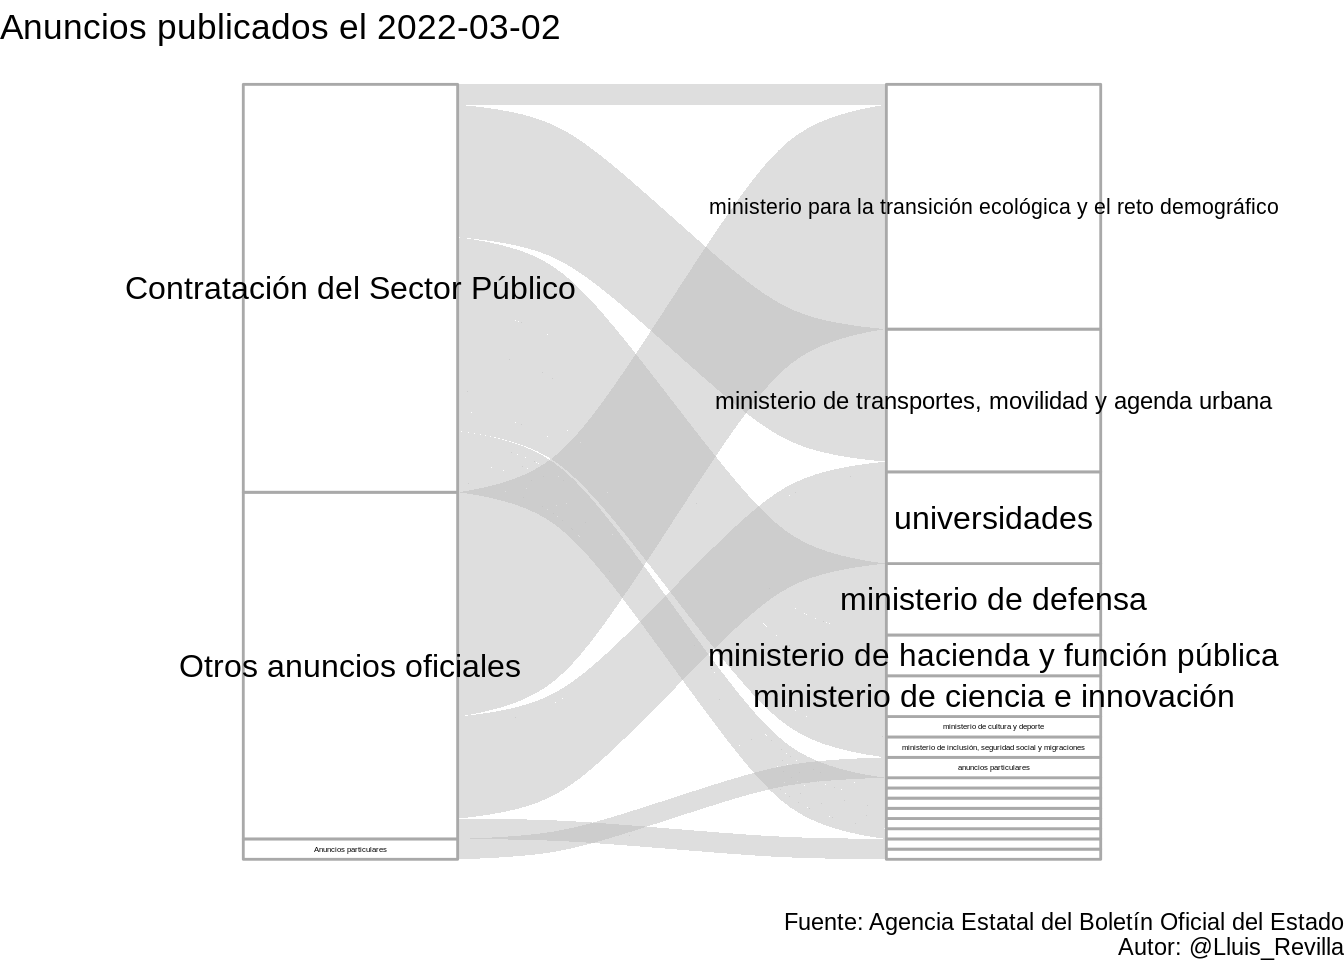 Anuncios publicados el 2022-03-02
ministerio para la transición ecológica y el reto demográfico
Contratación del Sector Público
ministerio de transportes, movilidad y agenda urbana
universidades
ministerio de defensa
ministerio de hacienda y función pública
Otros anuncios oficiales
ministerio de ciencia e innovación
ministerio de cultura y deporte
ministerio de inclusión, seguridad social y migraciones
anuncios particulares
Anuncios particulares
Fuente: Agencia Estatal del Boletín Oficial del Estado
Autor: @Lluis_Revilla